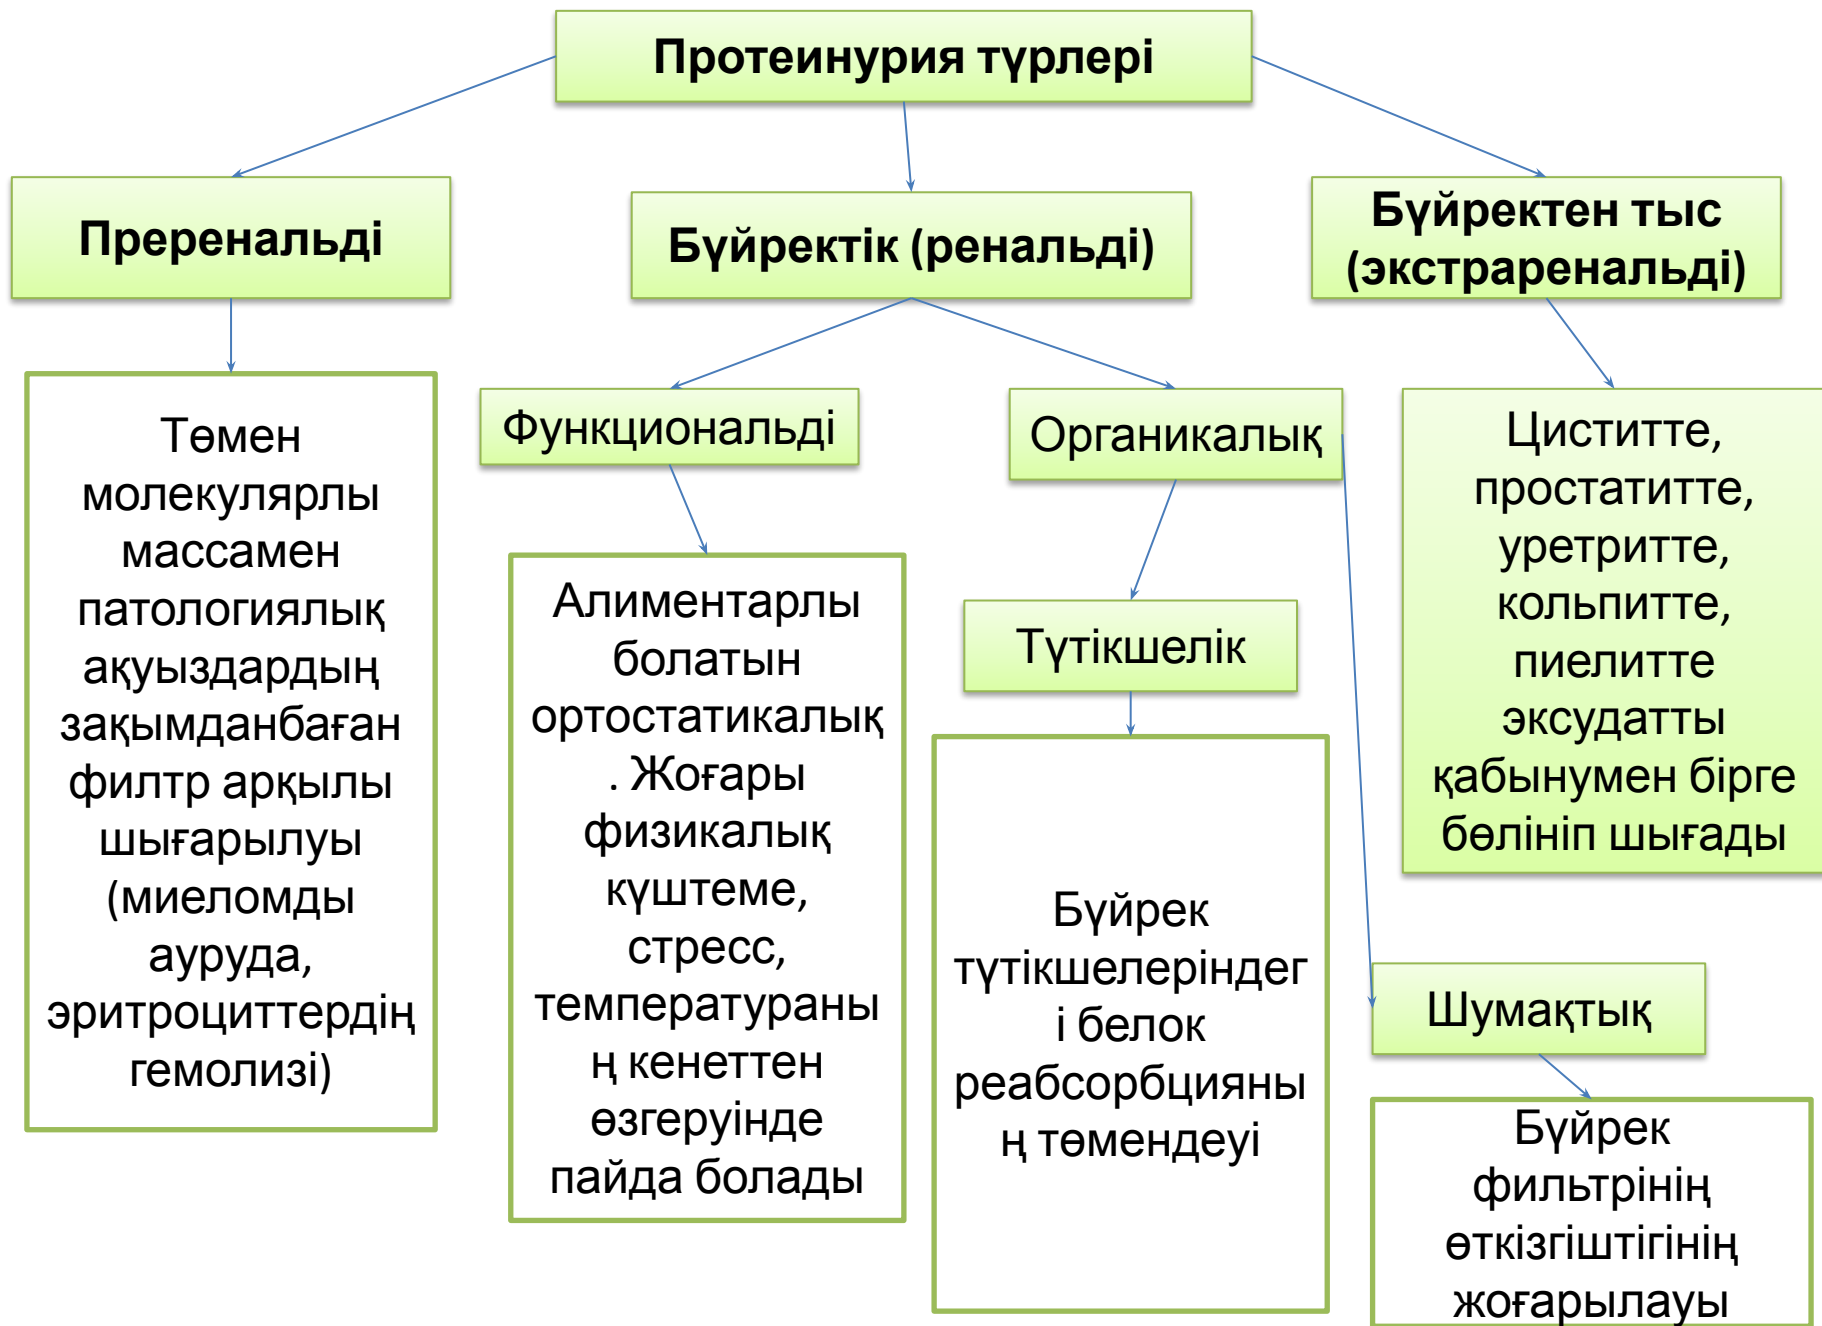 Протеинурия түрлері
Преренальді
Бүйректік (ренальді)
Бүйректен тыс
(экстраренальді)
Төмен
молекулярлы
массамен
патологиялық
ақуыздардың
зақымданбаған
филтр арқылы
шығарылуы
(миеломды
ауруда,
эритроциттердің
гемолизі)
Функциональді
Алиментарлы
болатын
ортостатикалық
. Жоғары
физикалық
күштеме,
стресс,
температураны
ң кенеттен
өзгеруінде
пайда болады
Органикалық
Түтікшелік
Бүйрек
түтікшелеріндег
і белок
реабсорбцияны
ң төмендеуі
Шумақтық
Бүйрек
фильтрінің
өткізгіштігінің
жоғарылауы
Циститте,
простатитте,
уретритте,
кольпитте,
пиелитте
эксудатты
қабынумен бірге
бөлініп шығады